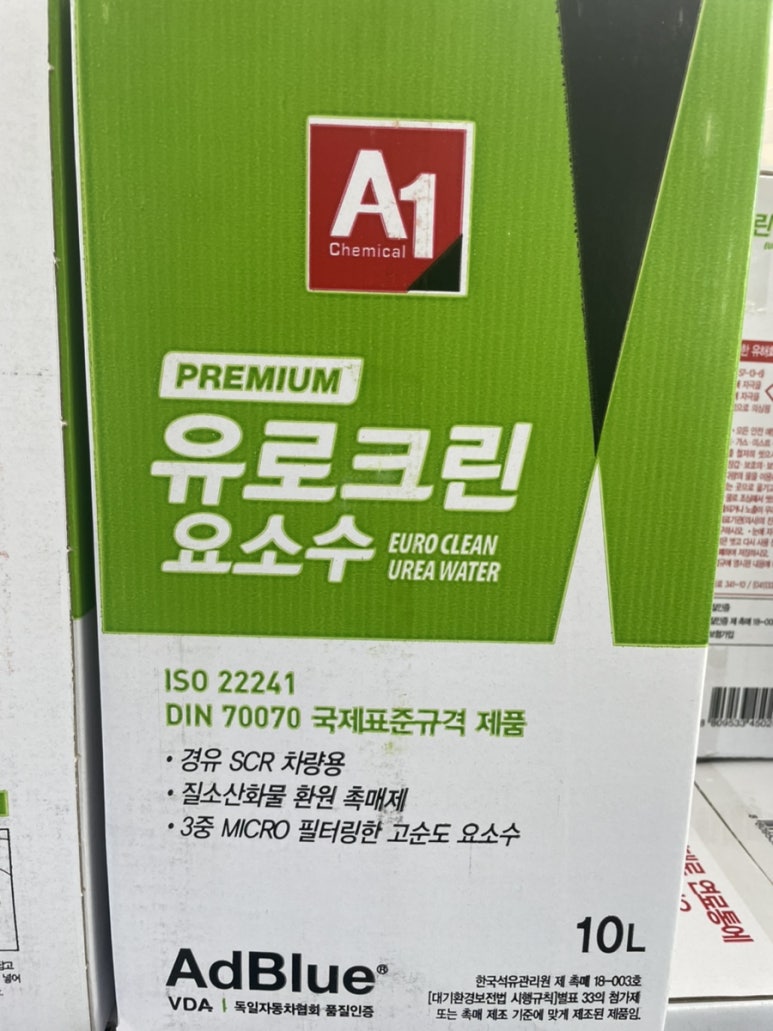 A1
Chemical
PREMIUM
유로크린
요소수 EURO CLEAN
UREA WATER
ISO 22241
DIN 70070 국제표준규격 제품
• 경유 SCR 차량용
• 질소산화물 환원 촉매제
• 3중 MICRO 필터링한 고순도 요소수
10L
AdBlue®
VDA | 독일자동차협회 품질인증
한국석유관리원 제 촉매 18-003호
[대기환경보전법 시행규칙]별표 33의 첨가제
또는 촉매 제조 기준에 맞게 제조된 제품임.
린
연료통에